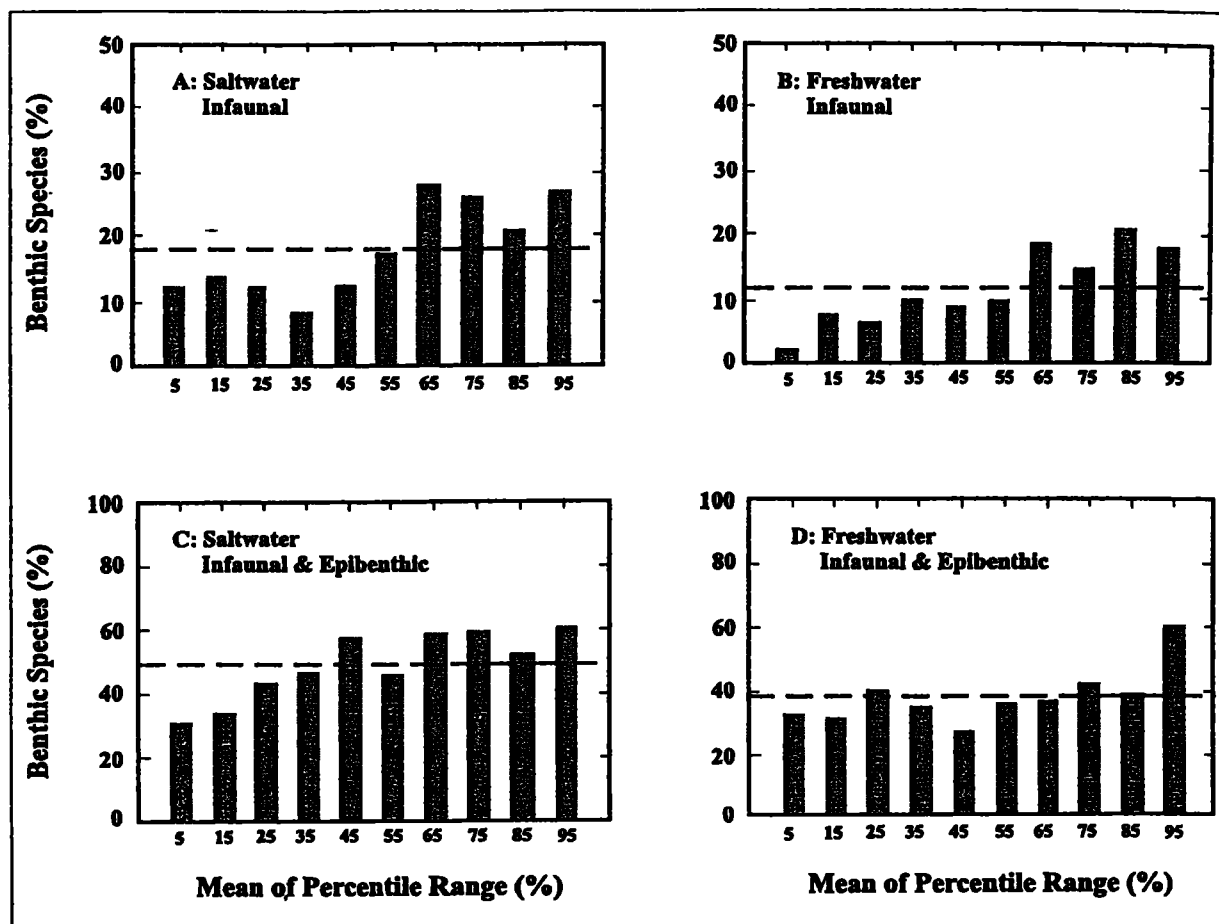 A: Saltwater
Infaunal
Benthic Species (%)
50
40
30
20
10
0
5 15 25 35 45 55 65 75 85 95
B: Freshwater
Infaunal
50
40
30
20
10
0
5 15 25 35 45 55 65 75 85 95
C: Saltwater
Infaunal & Epibenthic
Benthic Species (%)
100
80
60
40
20
0
5 15 25 35 45 55 65 75 85 95
Mean of Percentile Range (%)
D: Freshwater
Infaunal & Epibenthic
100
80
60
40
20
0
5 15 25 35 45 55 65 75 85 95
Mean of Percentile Range (%)